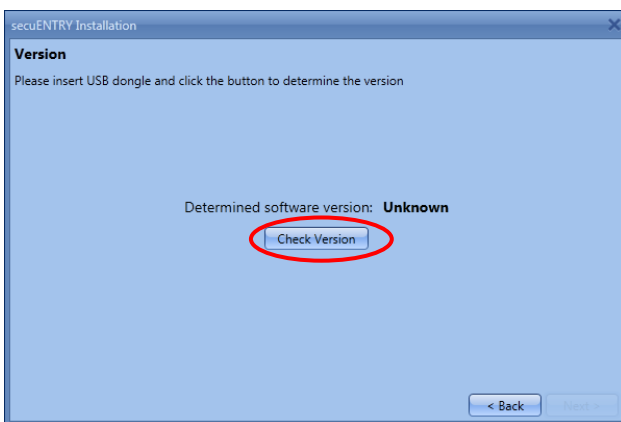 secuENTRY Installation
Version
Please insert USB dongle and click the button to determine the version
Determined software version: Unknown
Check Version
< Back
Next >